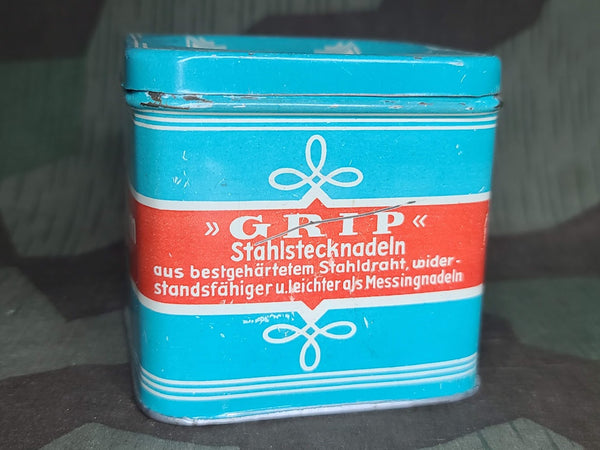 »GRIP«
Stahlstecknadeln
aus bestgehärtetem Stahldraht, wider-
standsfähiger u.leichter als Messingnadeln